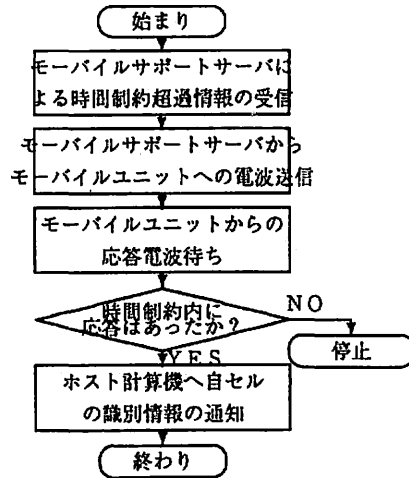 始まり
モーバイルサポートサーバに
よる時間制約超過情報の受信
モーバイルサポートサーバから
モーバイルユニットへの電波送信
モーバイルユニットからの
応答電波待ち
時間制約内に
応答はあったか？
NO
停止
YES
ホスト計算機へ自セル
の識別情報の通知
終わり